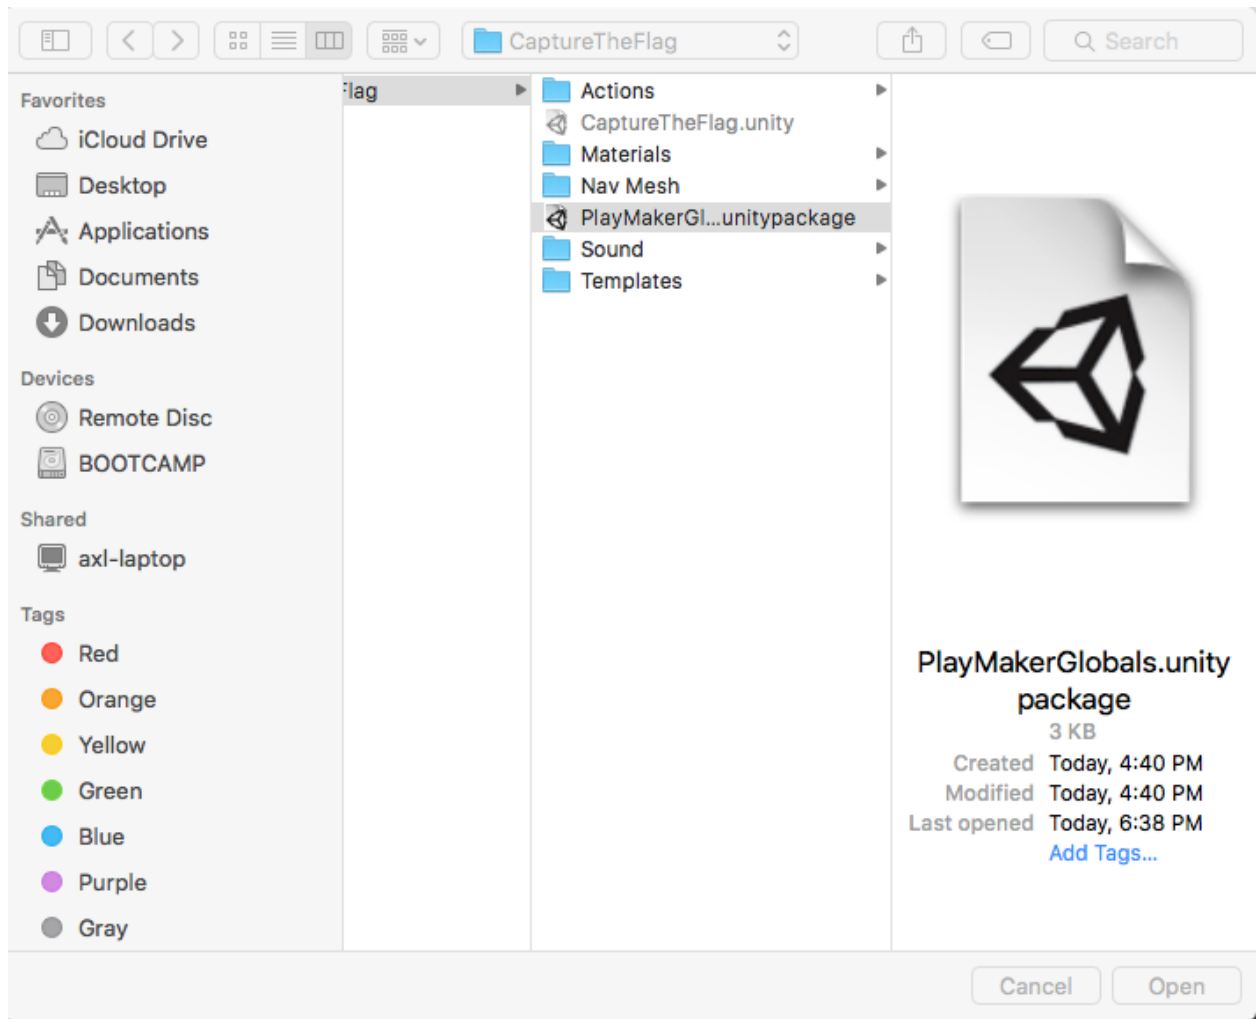 CaptureTheFlag
Search
Favorites
iCloud Drive
Desktop
Applications
Documents
Downloads
Devices
Remote Disc
BOOTCAMP
Shared
axl-laptop
Tags
Red
Orange
Yellow
Green
Blue
Purple
Gray
Flag
Actions
CaptureTheFlag.unity
Materials
Nav Mesh
PlayMakerGl...unitypackage
Sound
Templates
PlayMakerGlobals.unity
package
3 KB
Created Today, 4:40 PM
Modified Today, 4:40 PM
Last opened Today, 6:38 PM
Add Tags...
Cancel
Open